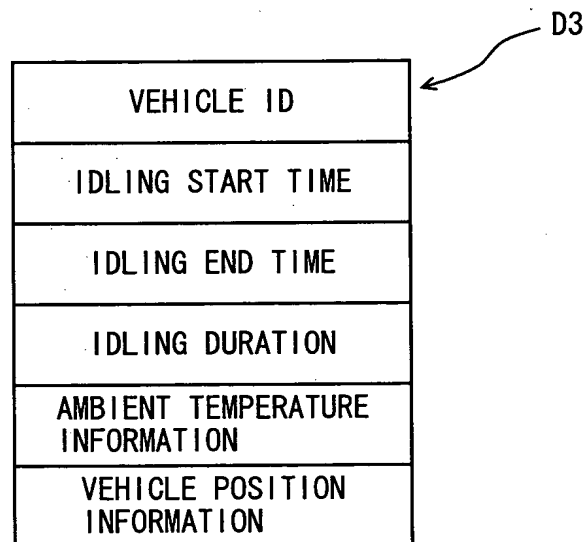 D3
VEHICLE ID
IDLING START TIME
IDLING END TIME
IDLING DURATION
AMBIENT TEMPERATURE
INFORMATION
VEHICLE POSITION
INFORMATION